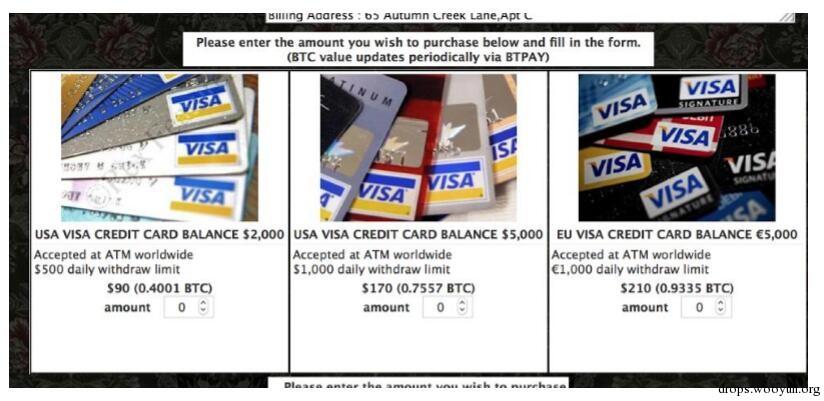 Billing Address : 65 Autumn Creek Lane,Apt C
Please enter the amount you wish to purchase below and fill in the form.
(BTC value updates periodically via BTPAY)
VISA
VISA
VISA
PLATINUM
VISA
VISA
VISA
VISA
SIGNATURE
VISA
VISA
VISA
VISA
SIGNATURE
USA VISA CREDIT CARD BALANCE $2,000
Accepted at ATM worldwide
$500 daily withdraw limit
$90 (0.4001 BTC)
amount 0
USA VISA CREDIT CARD BALANCE $5,000
Accepted at ATM worldwide
$1,000 daily withdraw limit
$170 (0.7557 BTC)
amount 0
EU VISA CREDIT CARD BALANCE €5,000
Accepted at ATM worldwide
€1,000 daily withdraw limit
$210 (0.9335 BTC)
amount 0
Please enter the amount you wish to purchase
drops.wooyun.org